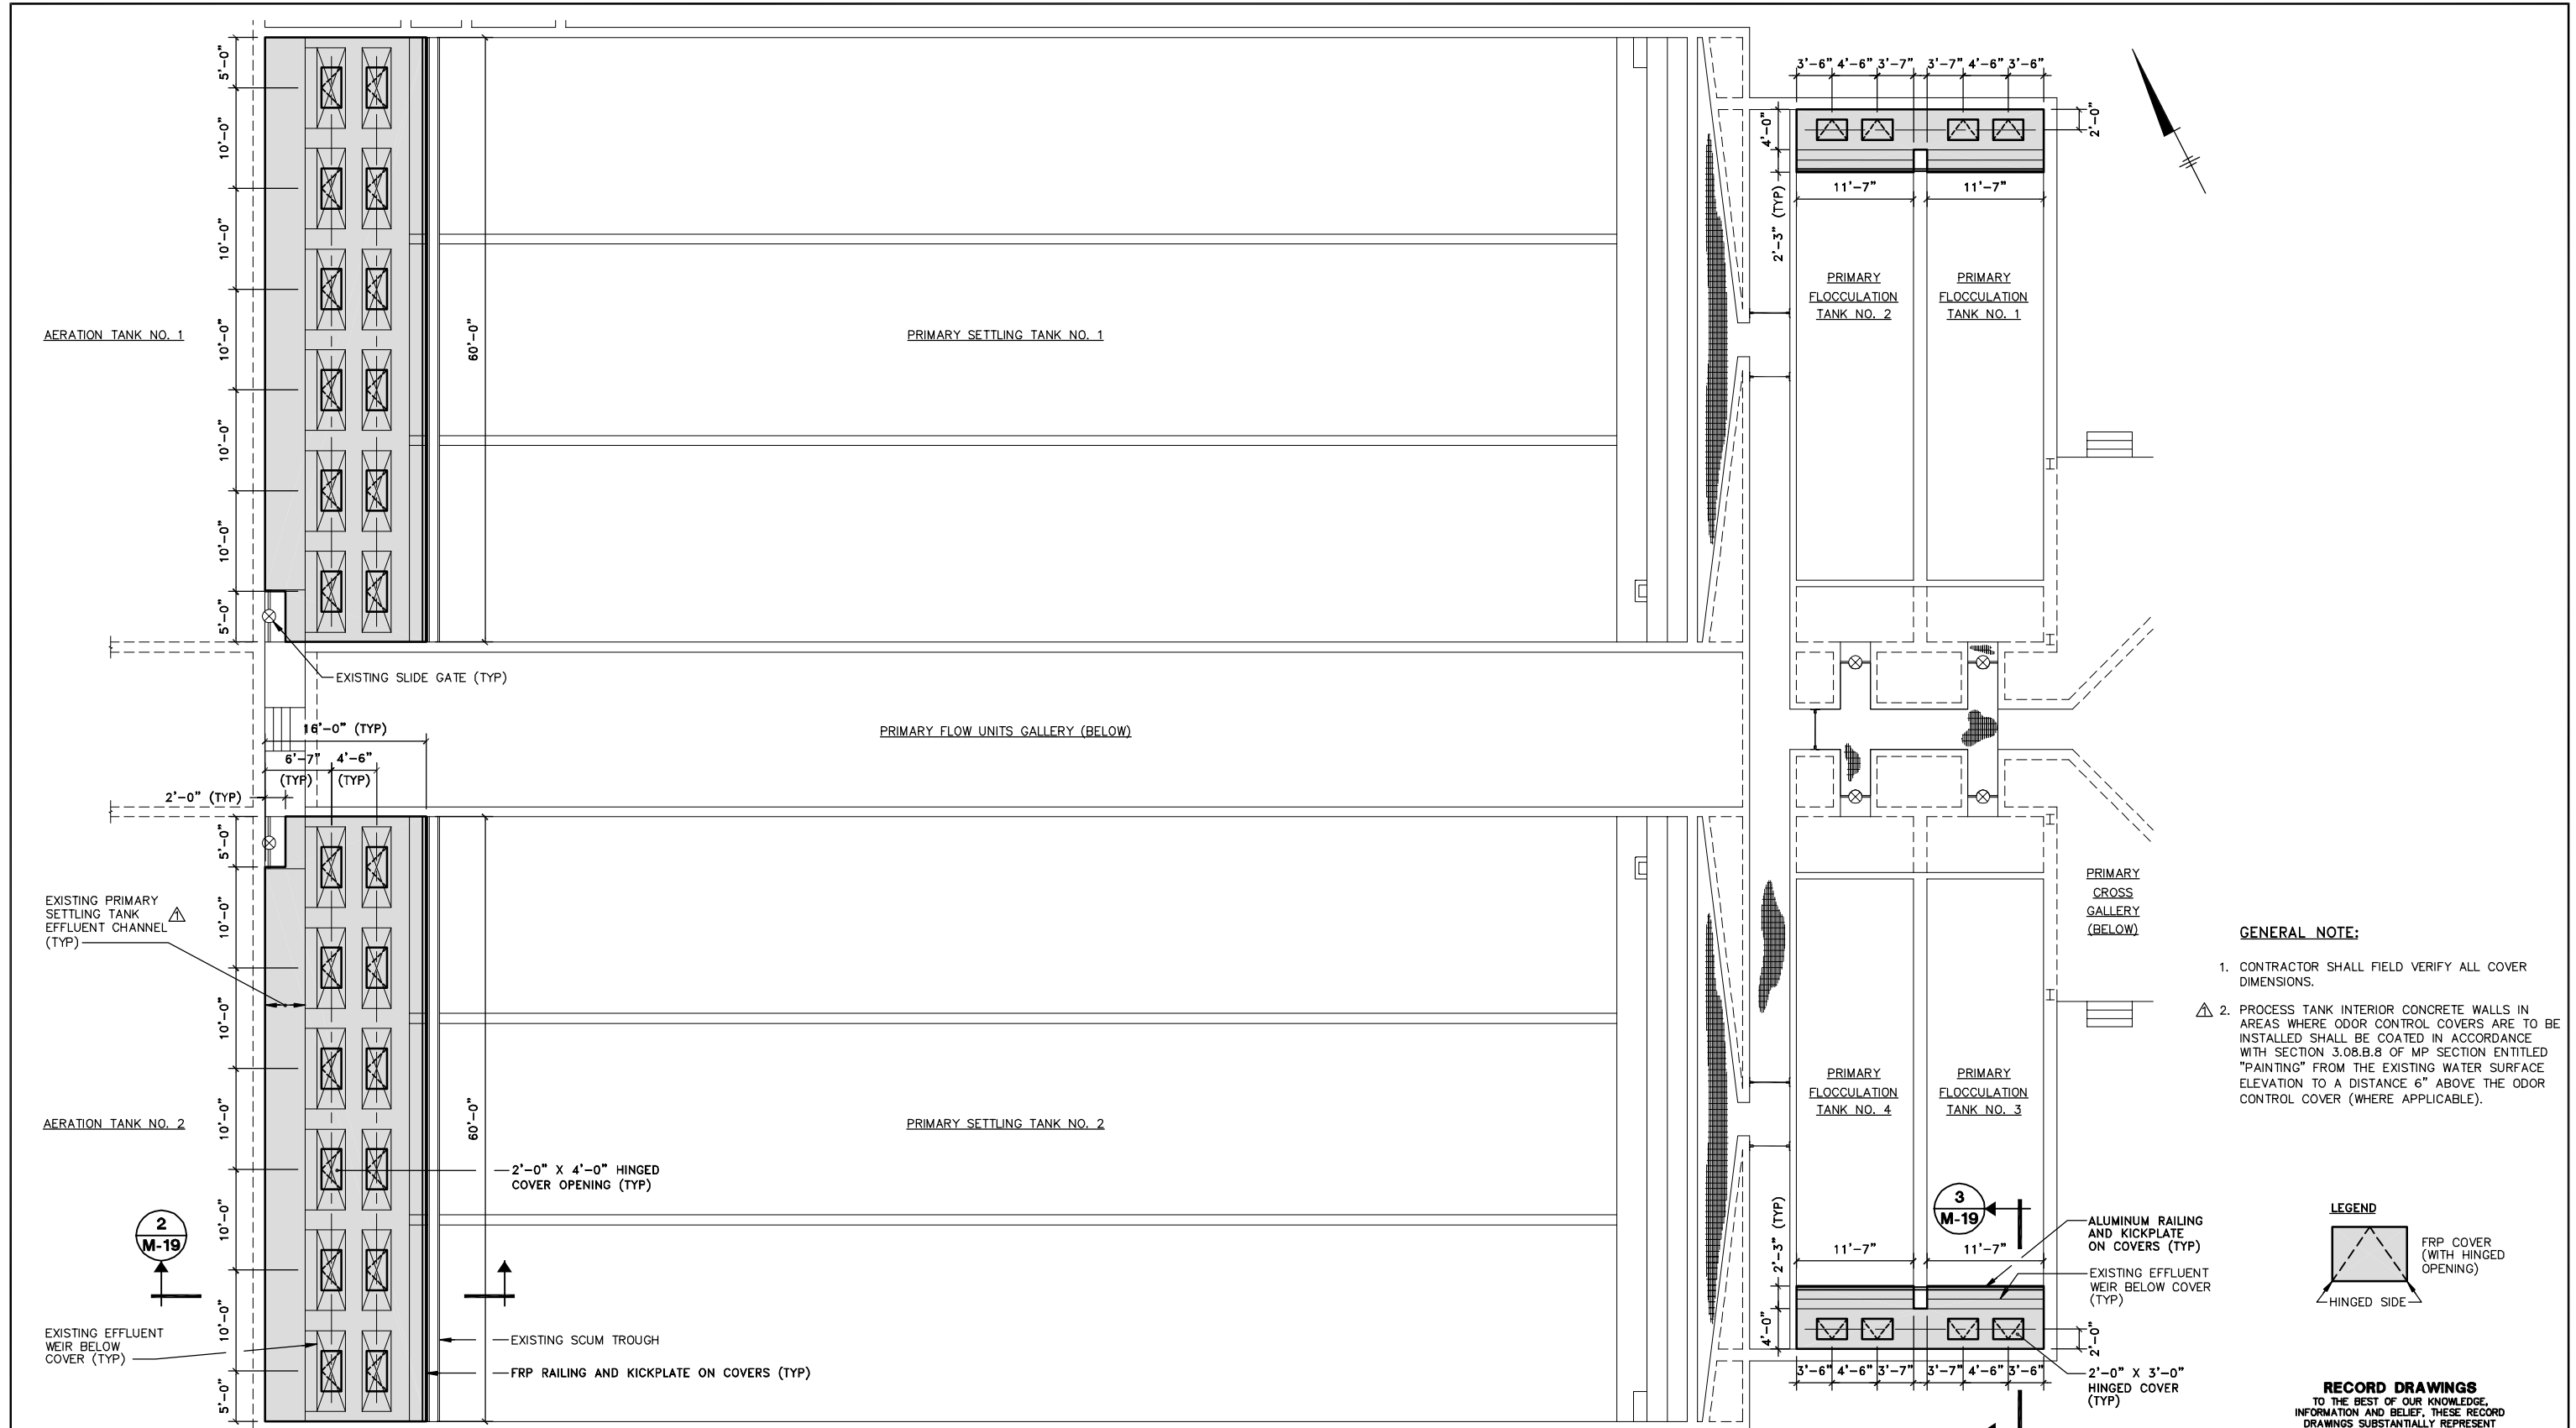 5'-0"
10'-0"
10'-0"
10'-0"
10'-0"
10'-0"
5'-0"
60'-0"
AERATION TANK NO. 1
PRIMARY SETTLING TANK NO. 1
3'-6" 4'-6" 3'-7" 3'-7" 4'-6" 3'-6"
4'-0"
2'-0"
2'-3" (TYP)
11'-7"
11'-7"
PRIMARY
FLOCCULATION
TANK NO. 2
PRIMARY
FLOCCULATION
TANK NO. 1
EXISTING SLIDE GATE (TYP)
16'-0" (TYP)
6'-7"
(TYP)
4'-6"
(TYP)
2'-0" (TYP)
PRIMARY FLOW UNITS GALLERY (BELOW)
5'-0"
10'-0"
10'-0"
10'-0"
10'-0"
10'-0"
5'-0"
60'-0"
EXISTING PRIMARY
SETTLING TANK
EFFLUENT CHANNEL
(TYP)
1
AERATION TANK NO. 2
PRIMARY SETTLING TANK NO. 2
2'-0" X 4'-0" HINGED
COVER OPENING (TYP)
2
M-19
EXISTING EFFLUENT
WEIR BELOW
COVER (TYP)
EXISTING SCUM TROUGH
FRP RAILING AND KICKPLATE ON COVERS (TYP)
PRIMARY
FLOCCULATION
TANK NO. 4
PRIMARY
FLOCCULATION
TANK NO. 3
PRIMARY
CROSS
GALLERY
(BELOW)
3
M-19
2'-3" (TYP)
11'-7"
11'-7"
4'-0"
2'-0"
3'-6" 4'-6" 3'-7" 3'-7" 4'-6" 3'-6"
ALUMINUM RAILING
AND KICKPLATE
ON COVERS (TYP)
EXISTING EFFLUENT
WEIR BELOW COVER
(TYP)
2'-0" X 3'-0"
HINGED COVER
(TYP)
GENERAL NOTE:
1. CONTRACTOR SHALL FIELD VERIFY ALL COVER
DIMENSIONS.
1 2. PROCESS TANK INTERIOR CONCRETE WALLS IN
AREAS WHERE ODOR CONTROL COVERS ARE TO BE
INSTALLED SHALL BE COATED IN ACCORDANCE
WITH SECTION 3.08.B.8 OF MP SECTION ENTITLED
"PAINTING" FROM THE EXISTING WATER SURFACE
ELEVATION TO A DISTANCE 6" ABOVE THE ODOR
CONTROL COVER (WHERE APPLICABLE).
LEGEND
FRP COVER
(WITH HINGED
OPENING)
HINGED SIDE
RECORD DRAWINGS
TO THE BEST OF OUR KNOWLEDGE,
INFORMATION AND BELIEF, THESE RECORD
DRAWINGS SUBSTANTIALLY REPRESENT